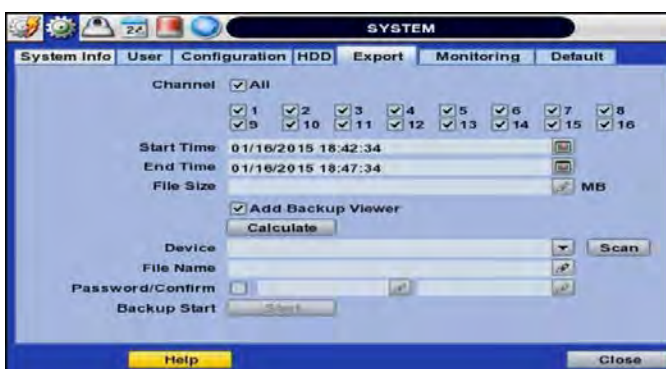 SYSTEM
System Info User Configuration HDD Export Monitoring Default
Channel All
1 2 3 4 5 6 7 8
9 10 11 12 13 14 15 16
Start Time 01/16/2015 18:42:34
End Time 01/16/2015 18:47:34
File Size MB
Add Backup Viewer
Calculate
Device Scan
File Name
Password/Confirm
Backup Start Start
Help Close